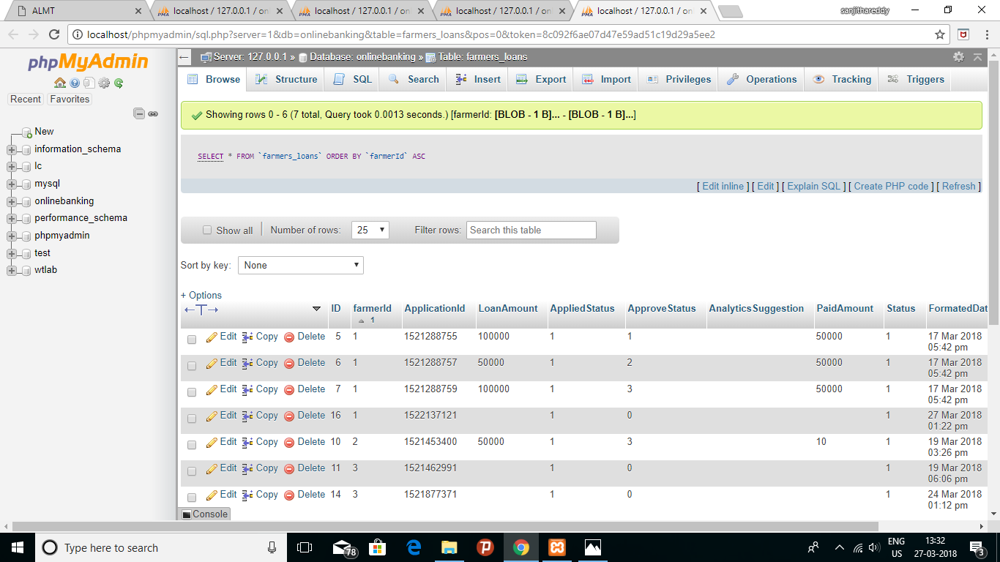 ALMT
localhost / 127.0.0.1 / on
localhost / 127.0.0.1 / on
localhost / 127.0.0.1 / on
localhost / 127.0.0.1 / on
sanjithareddy
localhost/phpmyadmin/sql.php?server=1&db=onlinebanking&table=farmers_loans&pos=0&token=8c092f6ae07d47e59ad51c19d29a5ee2
phpMyAdmin
Recent Favorites
New
information_schema
lc
mysql
onlinebanking
performance_schema
phpmyadmin
test
wtlab
Server: 127.0.0.1 » Database: onlinebanking » Table: farmers_loans
Browse Structure SQL Search Insert Export Import Privileges Operations Tracking Triggers
Showing rows 0 - 6 (7 total, Query took 0.0013 seconds.) [farmerId: [BLOB - 1 B]... - [BLOB - 1 B]...]
SELECT * FROM `farmers_loans` ORDER BY `farmerId` ASC
[ Edit inline ] [ Edit ] [ Explain SQL ] [ Create PHP code ] [ Refresh ]
Show all Number of rows: 25 Filter rows: Search this table
Sort by key: None
+ Options
←T→ ID farmerId 1 ApplicationId LoanAmount AppliedStatus ApproveStatus AnalyticsSuggestion PaidAmount Status FormatedDat
Edit Copy Delete 5 1 1521288755 100000 1 1 50000 1 17 Mar 2018
05:42 pm
Edit Copy Delete 6 1 1521288757 50000 1 2 50000 1 17 Mar 2018
05:42 pm
Edit Copy Delete 7 1 1521288759 100000 1 3 50000 1 17 Mar 2018
05:42 pm
Edit Copy Delete 16 1 1522137121 1 0 1 27 Mar 2018
01:22 pm
Edit Copy Delete 10 2 1521453400 50000 1 3 10 1 19 Mar 2018
03:26 pm
Edit Copy Delete 11 3 1521462991 1 0 1 19 Mar 2018
06:06 pm
Edit Copy Delete 14 3 1521877371 1 0 1 24 Mar 2018
01:12 pm
Console
Type here to search
78
ENG
US
13:32
27-03-2018
3